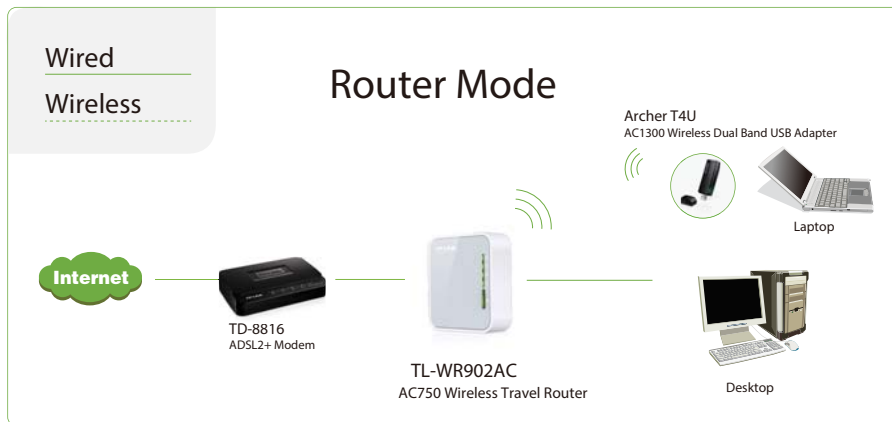 Wired
Wireless
Router Mode
Archer T4U
AC1300 Wireless Dual Band USB Adapter
Laptop
Internet
TD-8816
ADSL2+ Modem
TL-WR902AC
AC750 Wireless Travel Router
Desktop